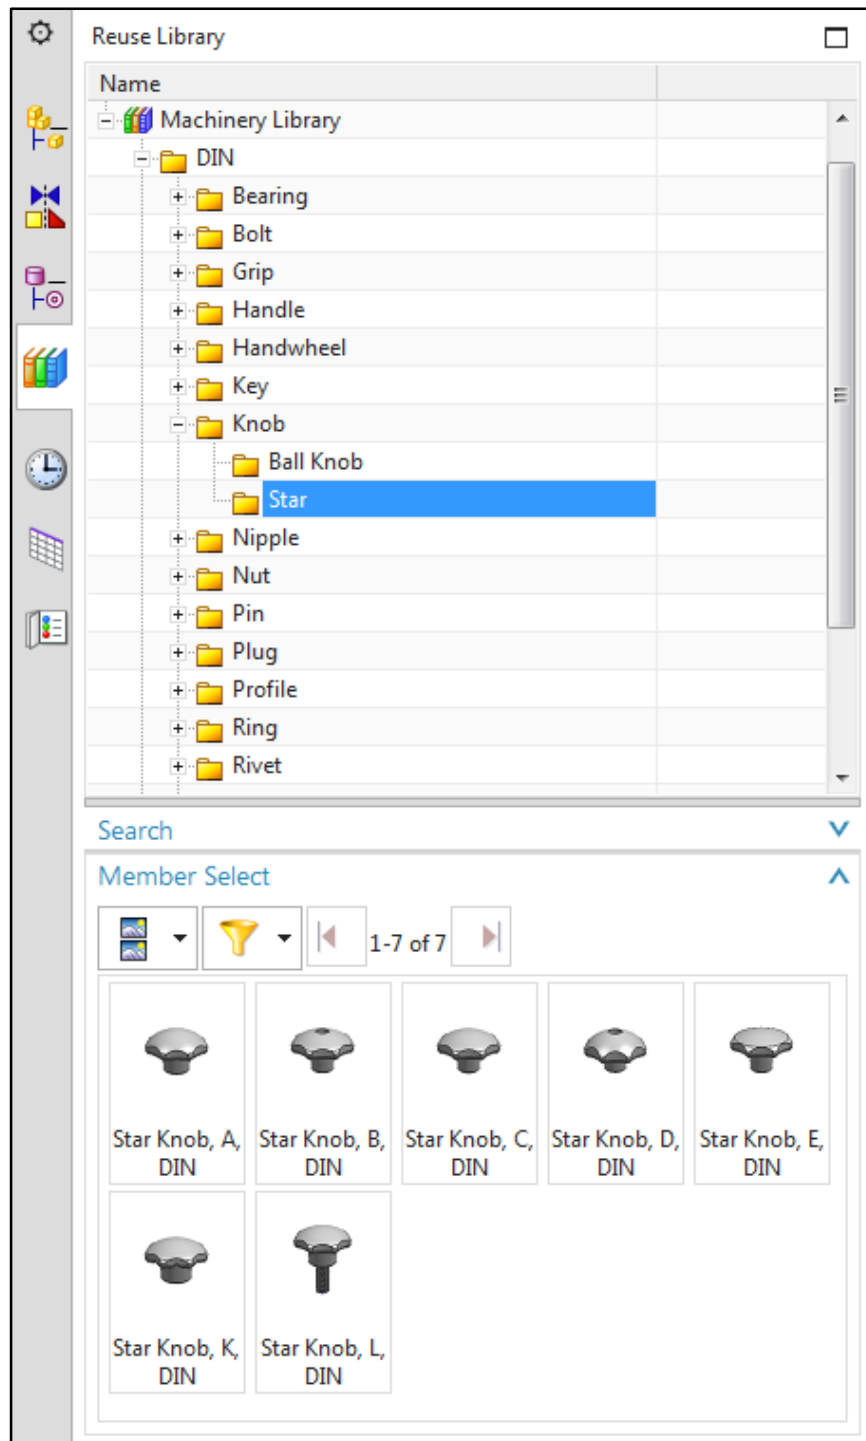 Reuse Library
Name
Machinery Library
DIN
Bearing
Bolt
Grip
Handle
Handwheel
Key
Knob
Ball Knob
Star
Nipple
Nut
Pin
Plug
Profile
Ring
Rivet
Search
Member Select
1-7 of 7
Star Knob, A, DIN
Star Knob, B, DIN
Star Knob, C, DIN
Star Knob, D, DIN
Star Knob, E, DIN
Star Knob, K, DIN
Star Knob, L, DIN